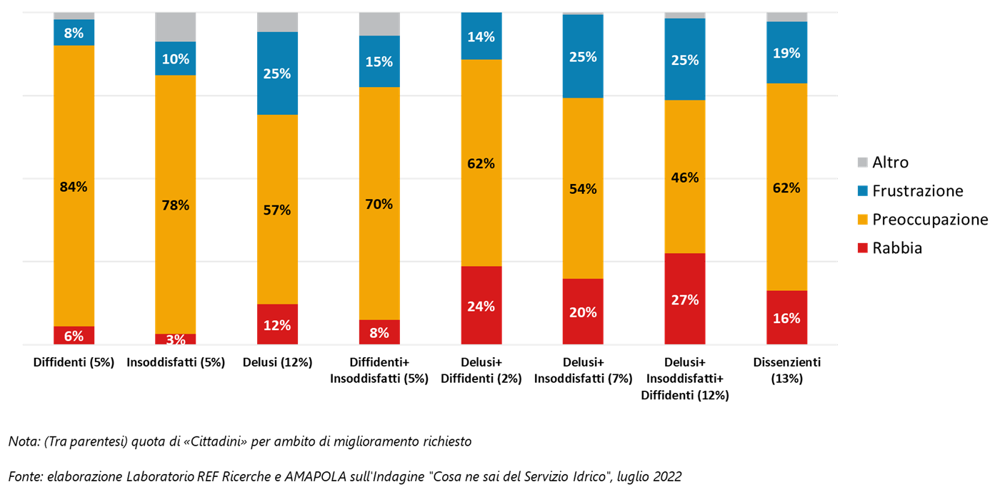 8%
10%
25%
15%
14%
25%
25%
19%
84%
78%
57%
70%
62%
54%
46%
62%
6%
3%
12%
8%
24%
20%
27%
16%
Altro
Frustrazione
Preoccupazione
Rabbia
Diffidenti (5%)
Insoddisfatti (5%)
Delusi (12%)
Diffidenti+
Insoddisfatti (5%)
Delusi+
Diffidenti (2%)
Delusi+
Insoddisfatti (7%)
Delusi+
Insoddisfatti+
Diffidenti (12%)
Dissenzienti
(13%)
Nota: (Tra parentesi) quota di «Cittadini» per ambito di miglioramento richiesto
Fonte: elaborazione Laboratorio REF Ricerche e AMAPOLA sull'Indagine "Cosa ne sai del Servizio Idrico", luglio 2022